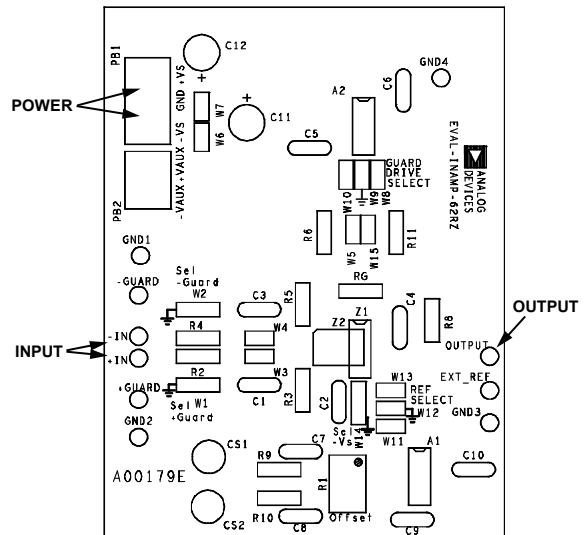 C12
PB1
GND +VS
-VS
POWER
W7
W6
C11
C5
A2
C6
GND4
EVAL-INAMP-62RZ
ANALOG
DEVICES
GUARD
DRIVE
SELECT
W10
W9
W8
-VAUX+VAUX
PB2
R6
W5
W15
R11
GND1
-GUARD
Sel
-Guard
W2
C3
R5
RG
C4
R8
OUTPUT
OUTPUT
-IN
INPUT
+IN
R4
W4
Z2
Z1
EXT_REF
R2
W3
+GUARD
W1
Sel
+Guard
C1
R3
C2
W14
Sel
-Vs
W13
REF
SELECT
W12
W11
GND3
GND2
CS1
C7
R9
A00179E
R1
A1
C10
CS2
R10
C8
Offset
C9